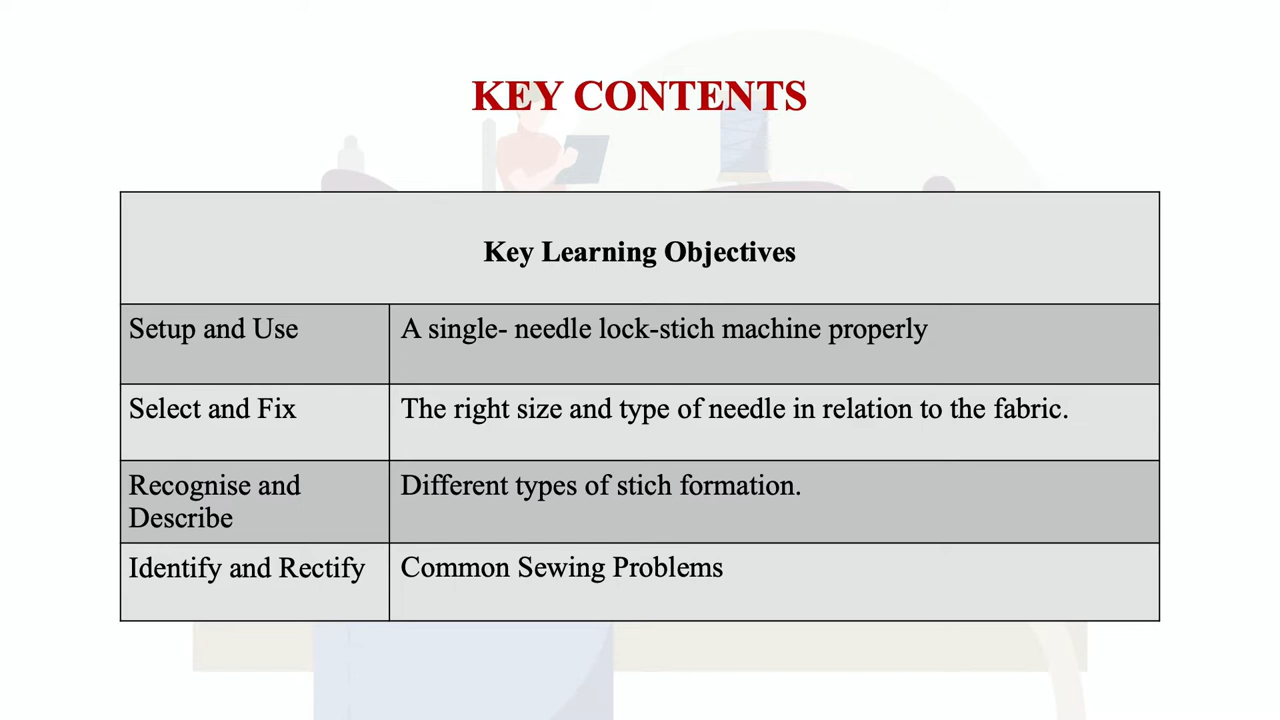 KEY CONTENTS
Key Learning Objectives
Setup and Use
A single- needle lock-stich machine properly
Select and Fix
The right size and type of needle in relation to the fabric.
Recognise and
Describe
Different types of stich formation.
Identify and Rectify
Common Sewing Problems